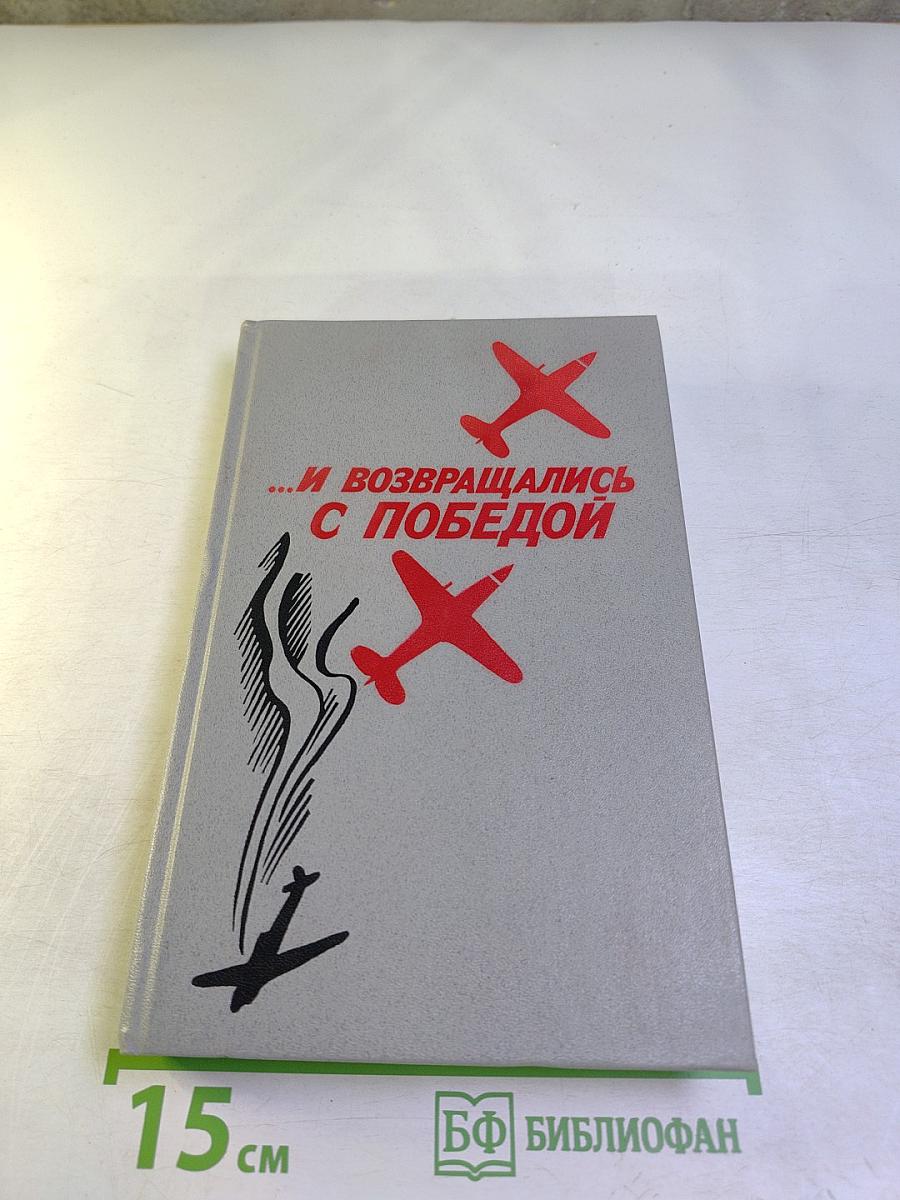 ...И ВОЗВРАЩАЛИСЬ
С ПОБЕДОЙ
15 см
БФ БИБЛИОФАН